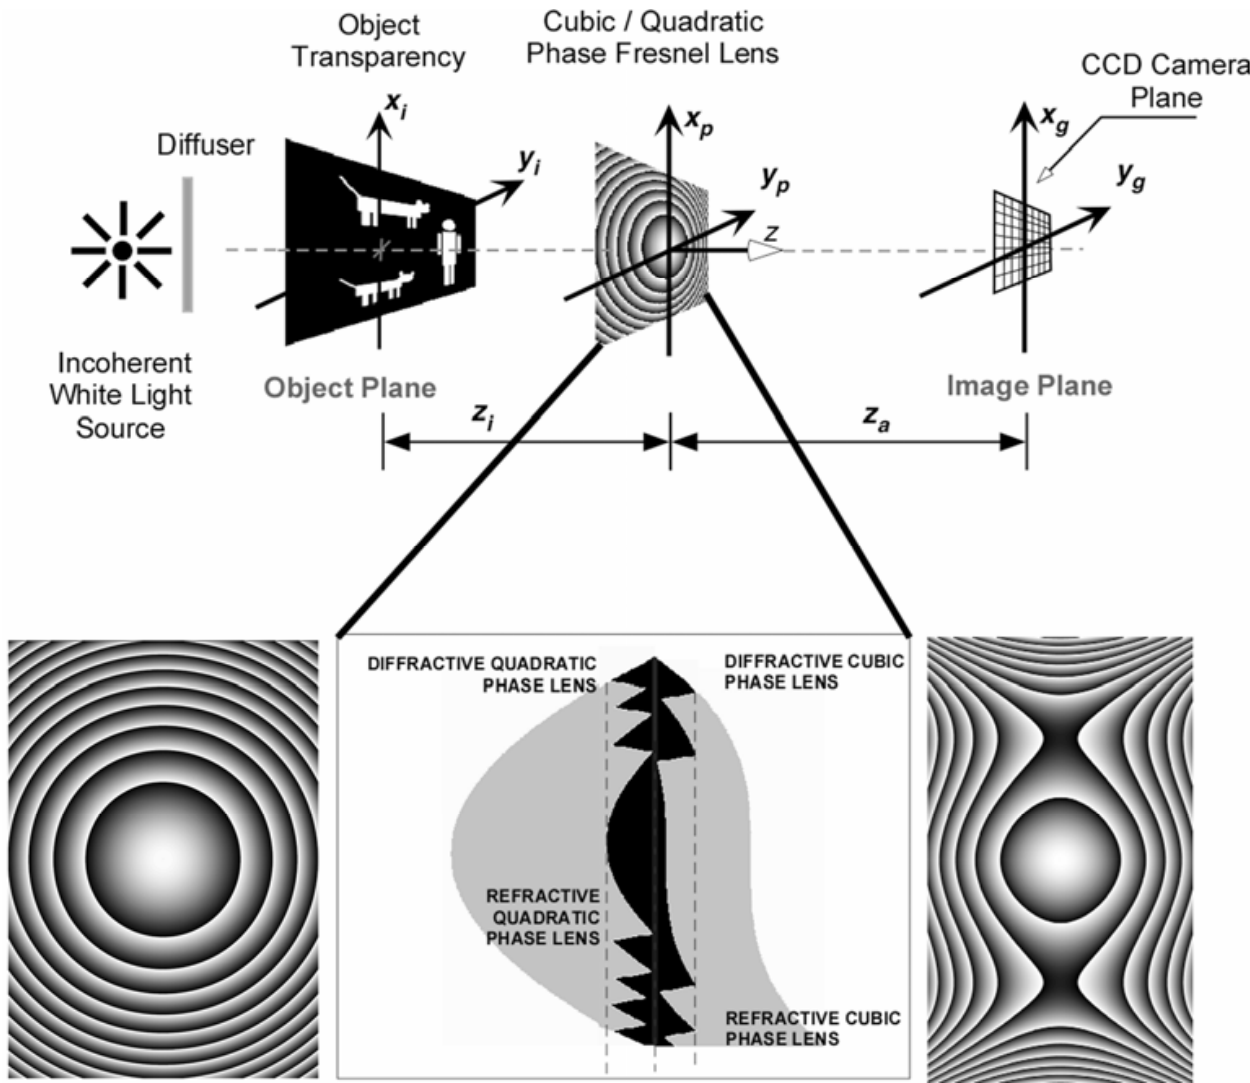 Object
Transparency
Cubic / Quadratic
Phase Fresnel Lens
CCD Camera
Plane
Diffuser
x_i
y_i
x_p
y_p
z
x_g
y_g
Incoherent
White Light
Source
Object Plane
Image Plane
z_i
z_a
DIFFRACTIVE QUADRATIC
PHASE LENS
DIFFRACTIVE CUBIC
PHASE LENS
REFRACTIVE
QUADRATIC
PHASE LENS
REFRACTIVE CUBIC
PHASE LENS